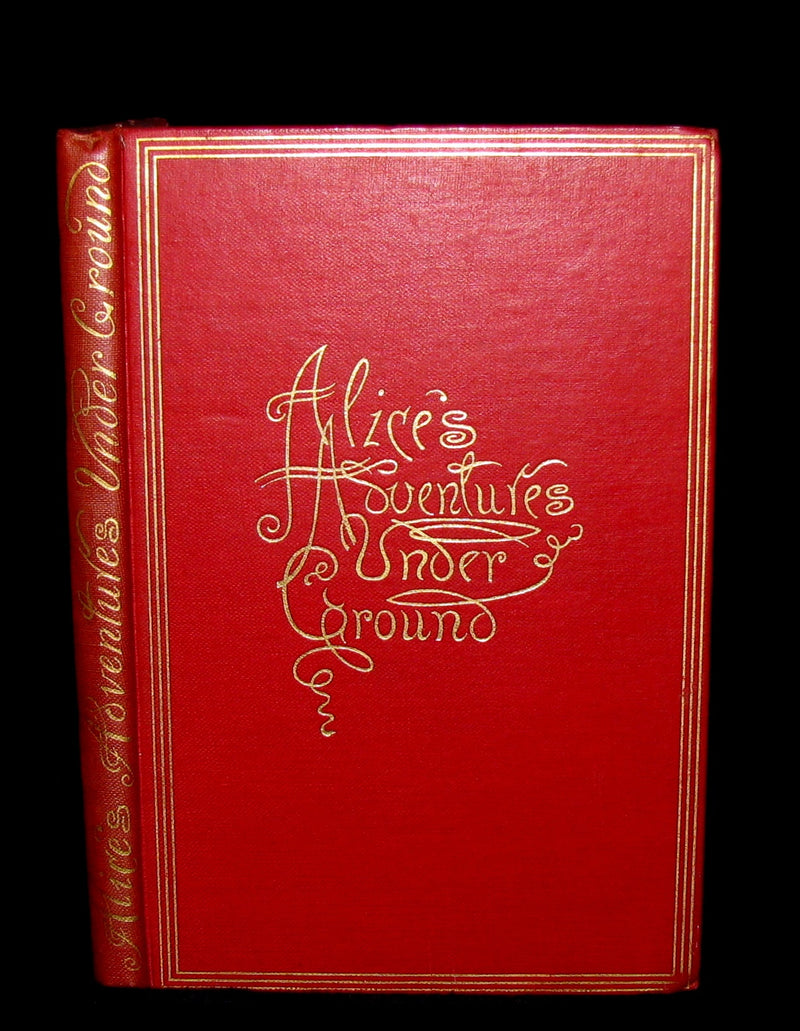 Alice's Adventures Under Ground
Alice's
Adventures
Under
Ground